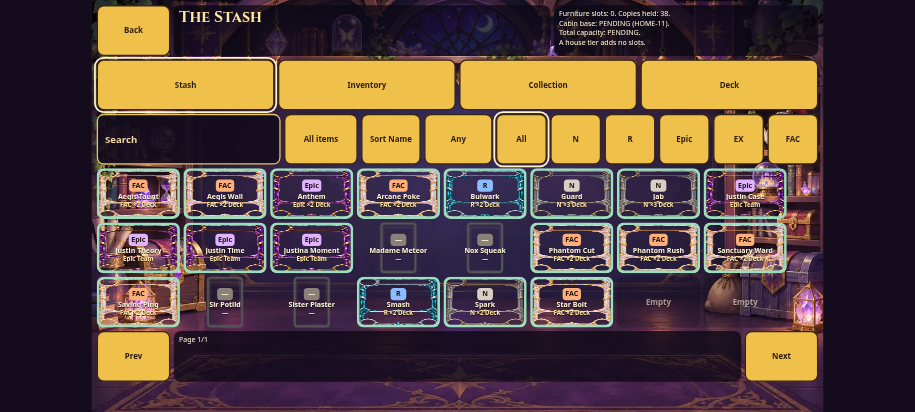 Back
The Stash
Furniture slots: 0. Copies held: 38.
Cabin base: PENDING (HOME-11).
Total capacity: PENDING.
A house tier adds no slots.
Stash
Inventory
Collection
Deck
Search
All items
Sort Name
Any
All
N
R
Epic
EX
FAC
FAC
Aegis Taunt
FAC ×2 Deck
FAC
Aegis Wall
FAC ×2 Deck
Epic
Anthem
Epic ×2 Deck
FAC
Arcane Poke
FAC ×2 Deck
R
Bulwark
R ×2 Deck
N
Guard
N ×3 Deck
N
Jab
N ×3 Deck
Epic
Justin Case
Epic Team
Epic
Justin Theory
Epic Team
Epic
Justin Time
Epic Team
Epic
Justina Moment
Epic Team
—
Madame Meteor
—
—
Nox Squeak
—
FAC
Phantom Cut
FAC ×2 Deck
FAC
Phantom Rush
FAC ×2 Deck
FAC
Sanctuary Ward
FAC ×2 Deck
FAC
Saving Ping
FAC ×2 Deck
—
Sir Potlid
—
—
Sister Plaster
—
R
Smash
R ×2 Deck
N
Spark
N ×2 Deck
FAC
Star Bolt
FAC ×2 Deck
Empty
Empty
Prev
Page 1/1
Next